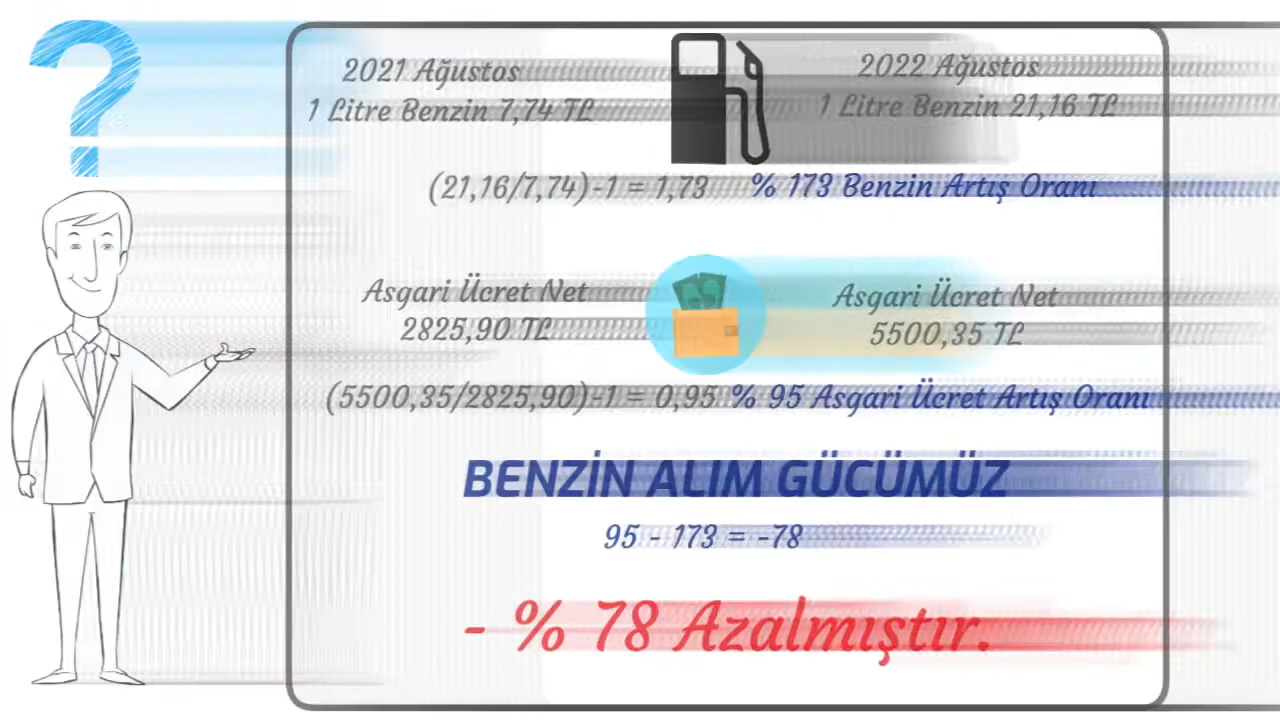 ?
2021 Ağustos
1 Litre Benzin 7,74 TL
2022 Ağustos
1 Litre Benzin 21,16 TL
(21,16/7,74)-1 = 1,73 % 173 Benzin Artış Oranı
Asgari Ücret Net
2825,90 TL
Asgari Ücret Net
5500,35 TL
(5500,35/2825,90)-1 = 0,95 % 95 Asgari Ücret Artış Oranı
BENZİN ALIM GÜCÜMÜZ
95 - 173 = -78
- % 78 Azalmıştır.